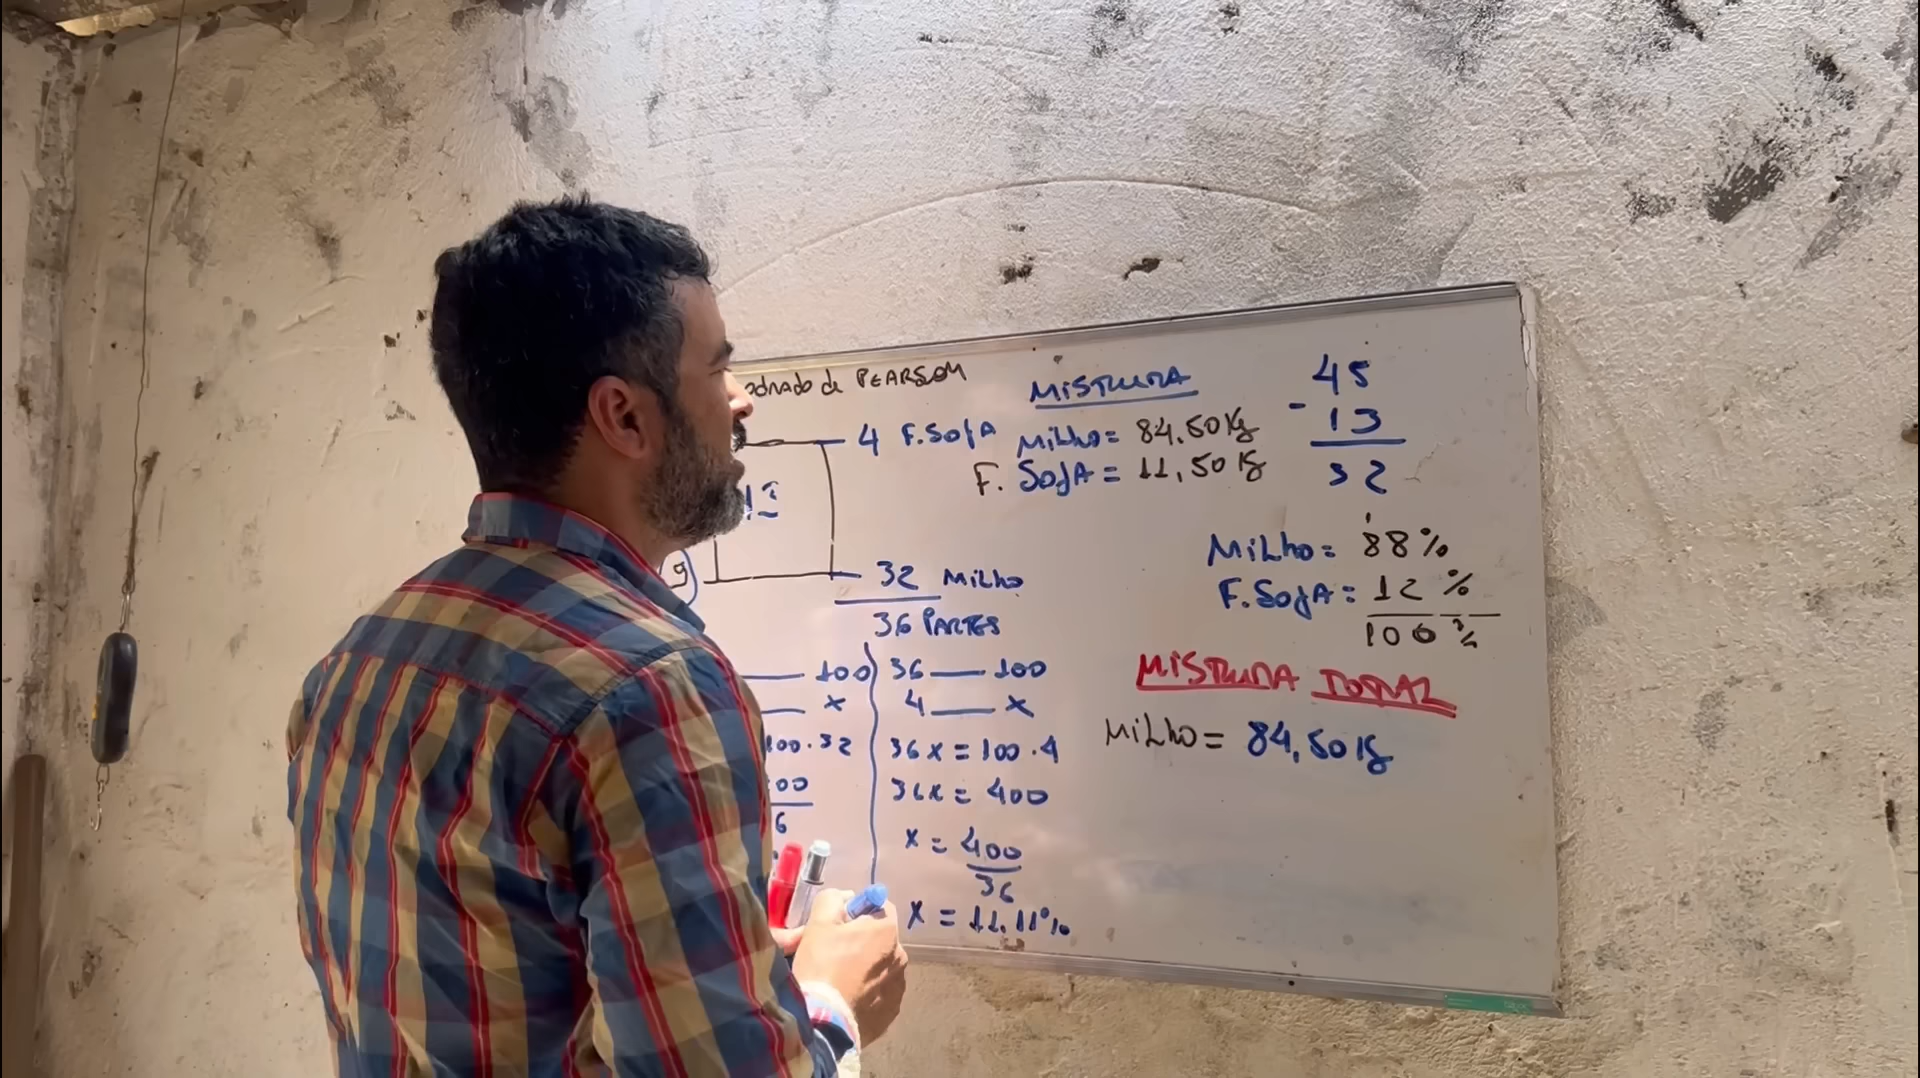 de PEARSOM
4 F.SOJA
32 MiLho
36 PARTES
100
x
100.32
36 — 100
4 — x
36x = 100.4
36x = 400
x = 400
36
x = 11.11%
MISTURA
MiLho = 84.50 Kg
F. SOJA = 11,50 Kg
45
- 13
32
MiLho = 88%
F.SOJA = 12 %
100 %
MISTURA TOTAL
MiLho = 84,50 Kg